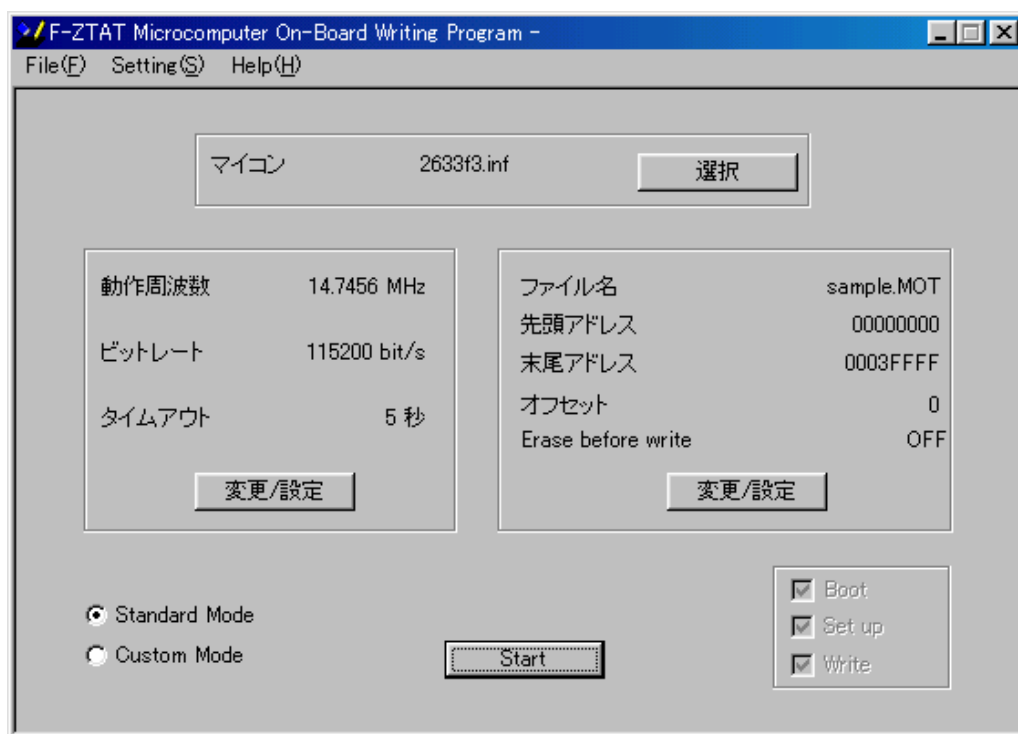 F-ZTAT Microcomputer On-Board Writing Program -
File(F) Setting(S) Help(H)
マイコン 2633f3.inf 選択
動作周波数 14.7456 MHz
ビットレート 115200 bit/s
タイムアウト 5 秒
変更/設定
ファイル名 sample.MOT
先頭アドレス 00000000
末尾アドレス 0003FFFF
オフセット 0
Erase before write OFF
変更/設定
Standard Mode
Custom Mode
Start
Boot
Set up
Write